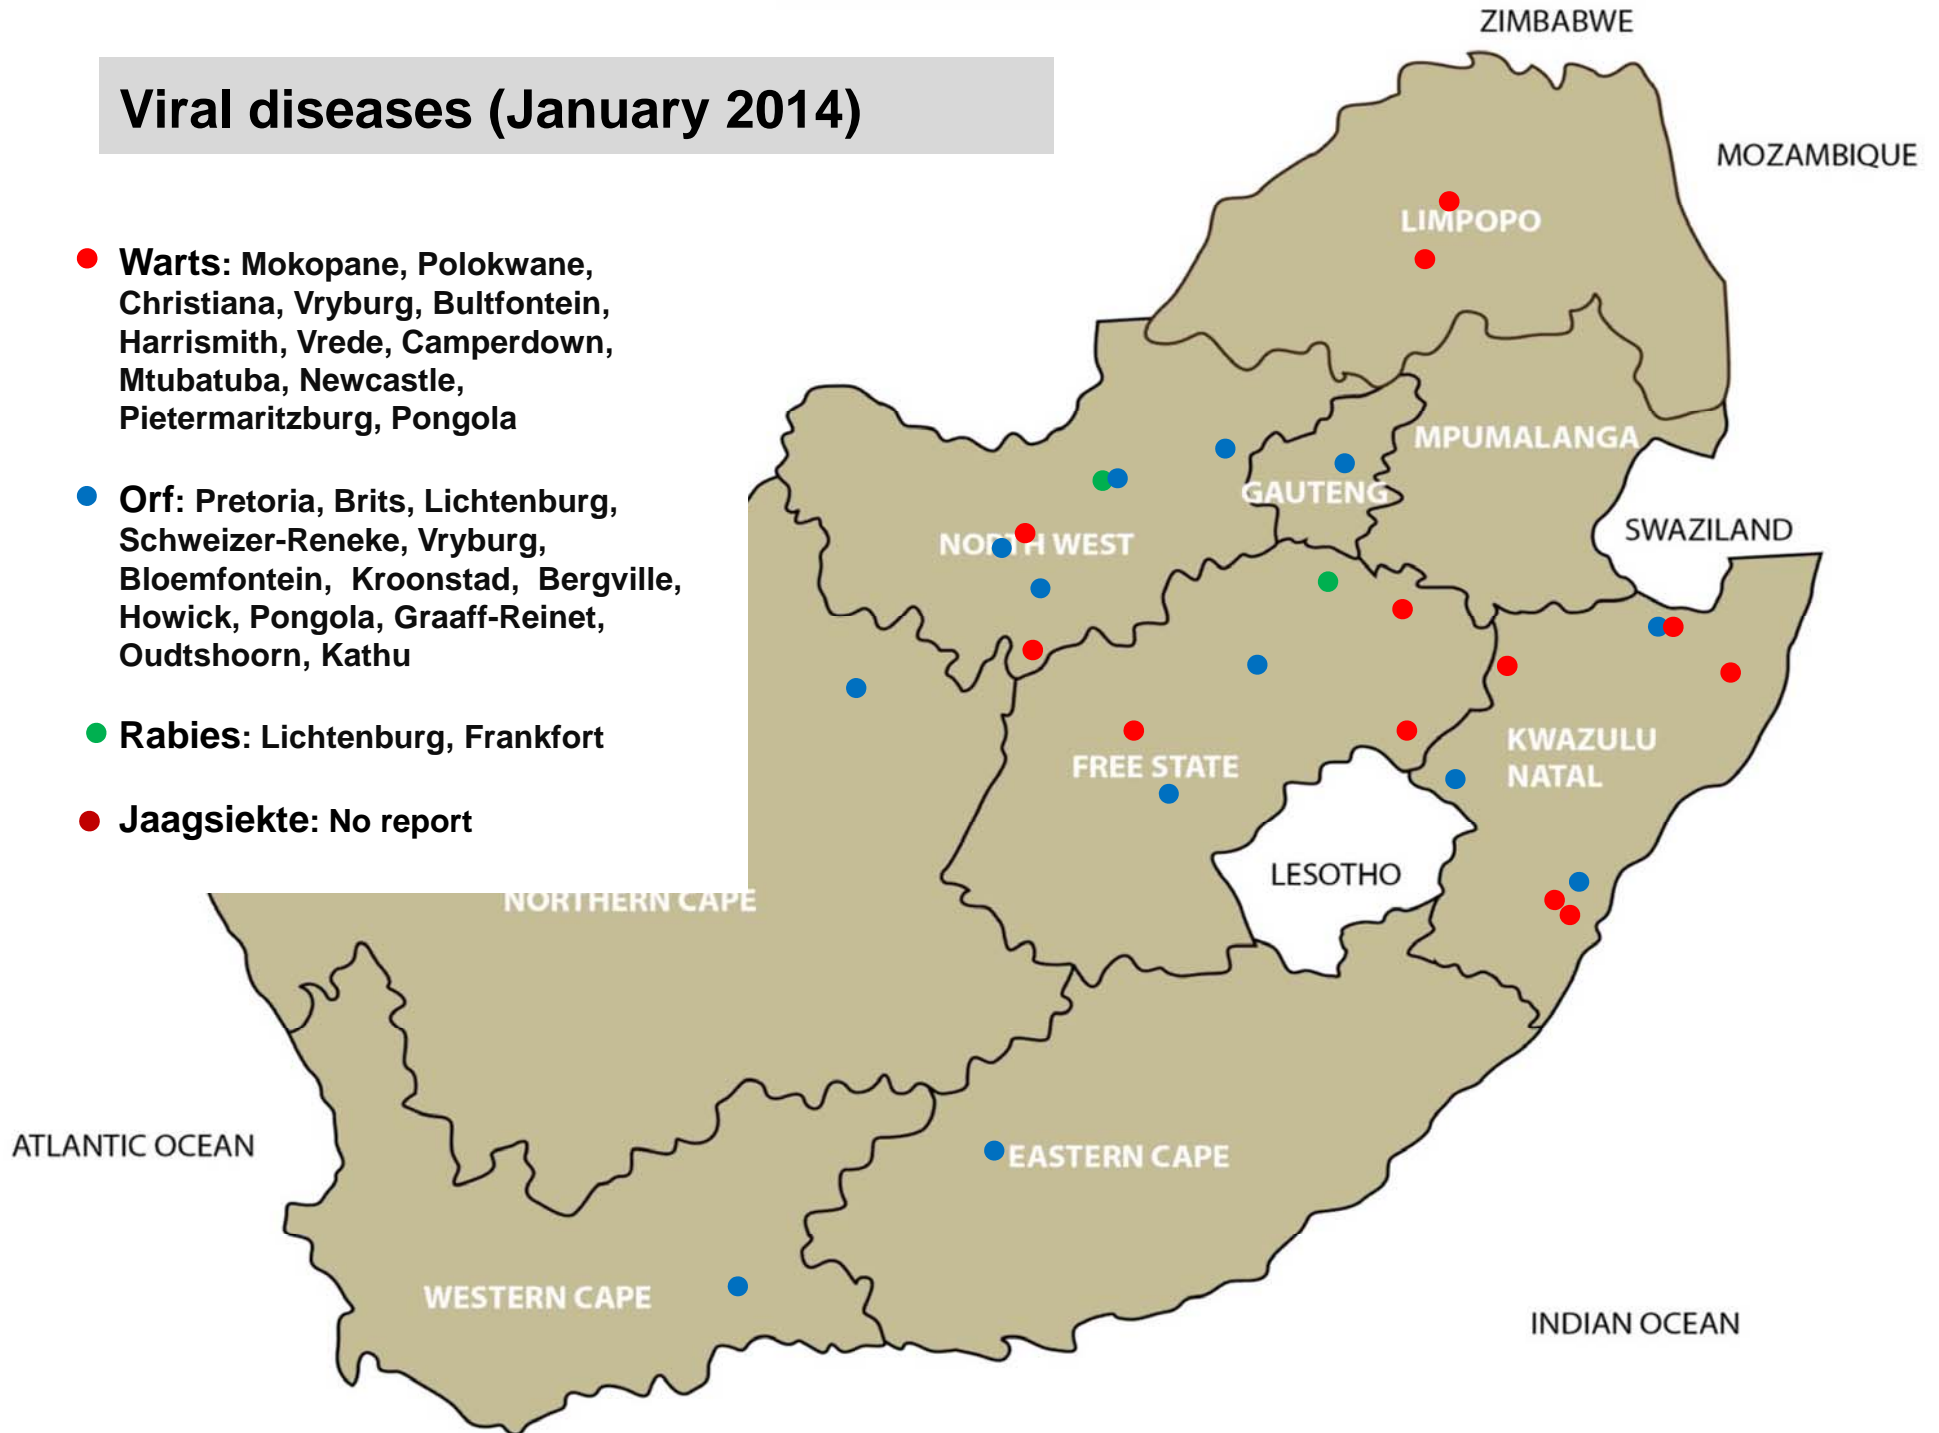 ZIMBABWE
Viral diseases (January 2014)
MOZAMBIQUE
LIMPOPO
Warts: Mokopane, Polokwane,
Christiana, Vryburg, Bultfontein,
Harrismith, Vrede, Camperdown,
Mtubatuba, Newcastle,
Pietermaritzburg, Pongola
Orf: Pretoria, Brits, Lichtenburg,
Schweizer-Reneke, Vryburg,
Bloemfontein, Kroonstad, Bergville,
Howick, Pongola, Graaff-Reinet,
Oudtshoorn, Kathu
Rabies: Lichtenburg, Frankfort
Jaagsiekte: No report
MPUMALANGA
GAUTENG
SWAZILAND
NORTH WEST
KWAZULU
NATAL
FREE STATE
LESOTHO
NORTHERN CAPE
ATLANTIC OCEAN
EASTERN CAPE
WESTERN CAPE
INDIAN OCEAN